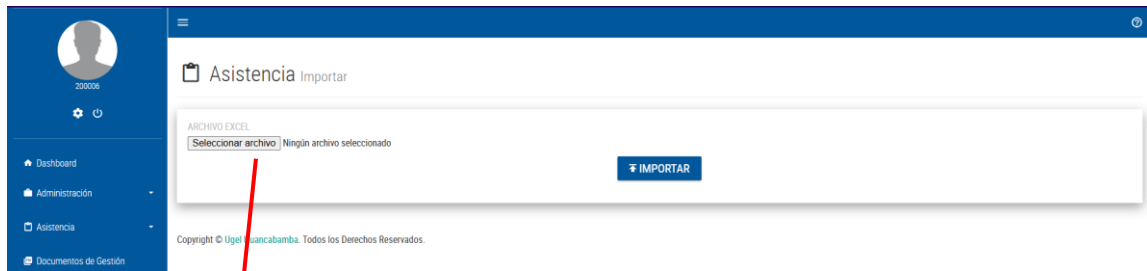 200006
Dashboard
Administración
Asistencia
Documentos de Gestión
Asistencia Importar
ARCHIVO EXCEL
Seleccionar archivo Ningún archivo seleccionado
IMPORTAR
Copyright © Ugel Huancabamba. Todos los Derechos Reservados.